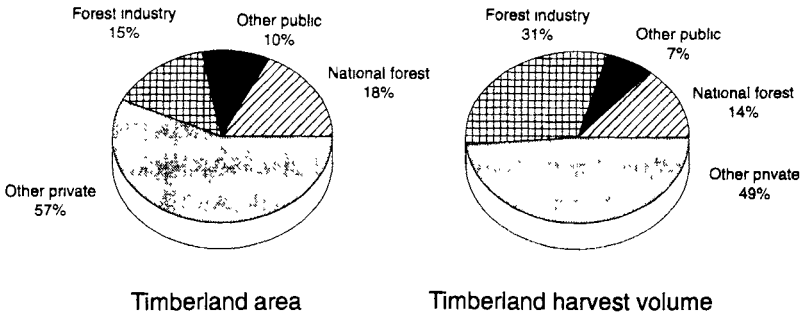 Forest industry
15%
Other public
10%
National forest
18%
Other private
57%
Timberland area
Forest industry
31%
Other public
7%
National forest
14%
Other private
49%
Timberland harvest volume